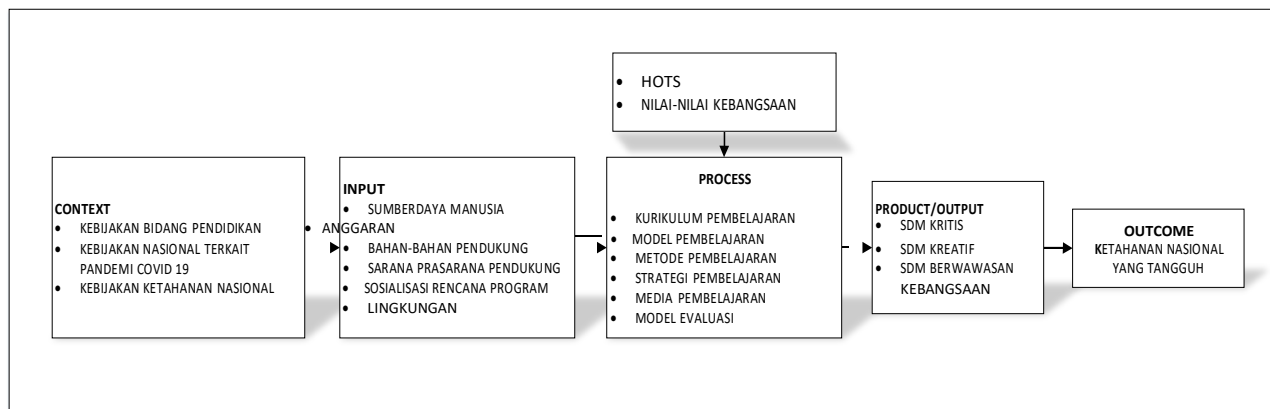 • HOTS
• NILAI-NILAI KEBANGSAAN
CONTEXT
• KEBIJAKAN BIDANG PENDIDIKAN
• KEBIJAKAN NASIONAL TERKAIT
PANDEMI COVID 19
• KEBIJAKAN KETAHANAN NASIONAL
INPUT
• SUMBERDAYA MANUSIA
• ANGGARAN
• BAHAN-BAHAN PENDUKUNG
• SARANA PRASARANA PENDUKUNG
• SOSIALISASI RENCANA PROGRAM
• LINGKUNGAN
PROCESS
• KURIKULUM PEMBELAJARAN
• MODEL PEMBELAJARAN
• METODE PEMBELAJARAN
• STRATEGI PEMBELAJARAN
• MEDIA PEMBELAJARAN
• MODEL EVALUASI
PRODUCT/OUTPUT
• SDM KRITIS
• SDM KREATIF
• SDM BERWAWASAN
KEBANGSAAN
OUTCOME
KETAHANAN NASIONAL
YANG TANGGUH